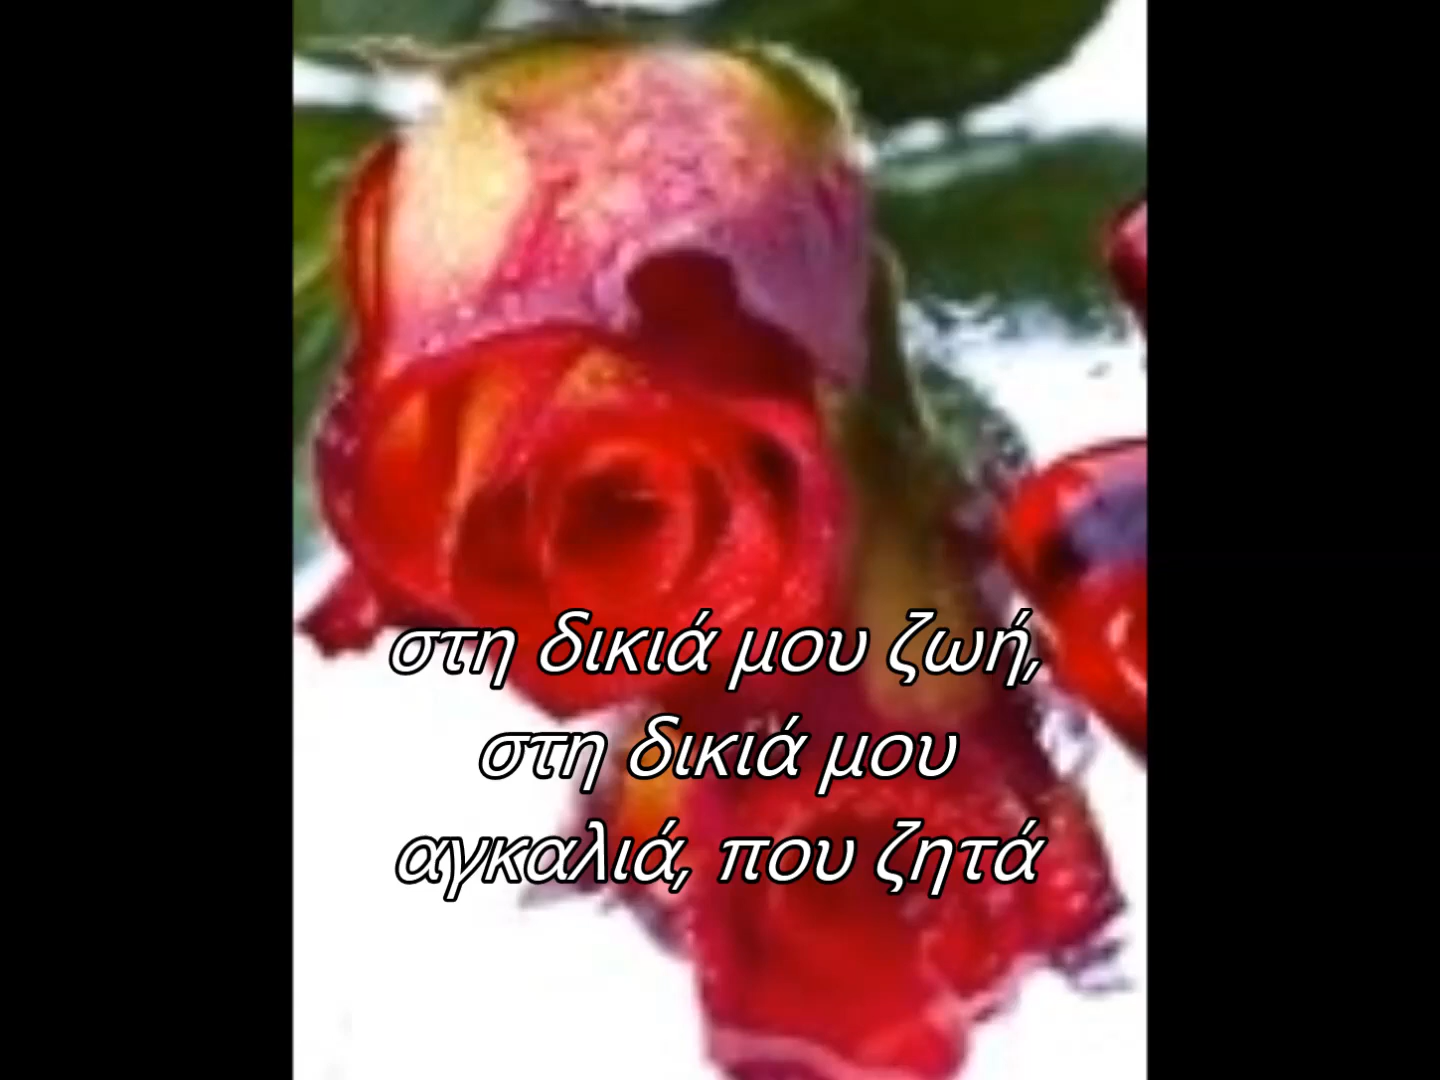 στη δικιά μου ζωή,
στη δικιά μου
αγκαλιά, που ζητά